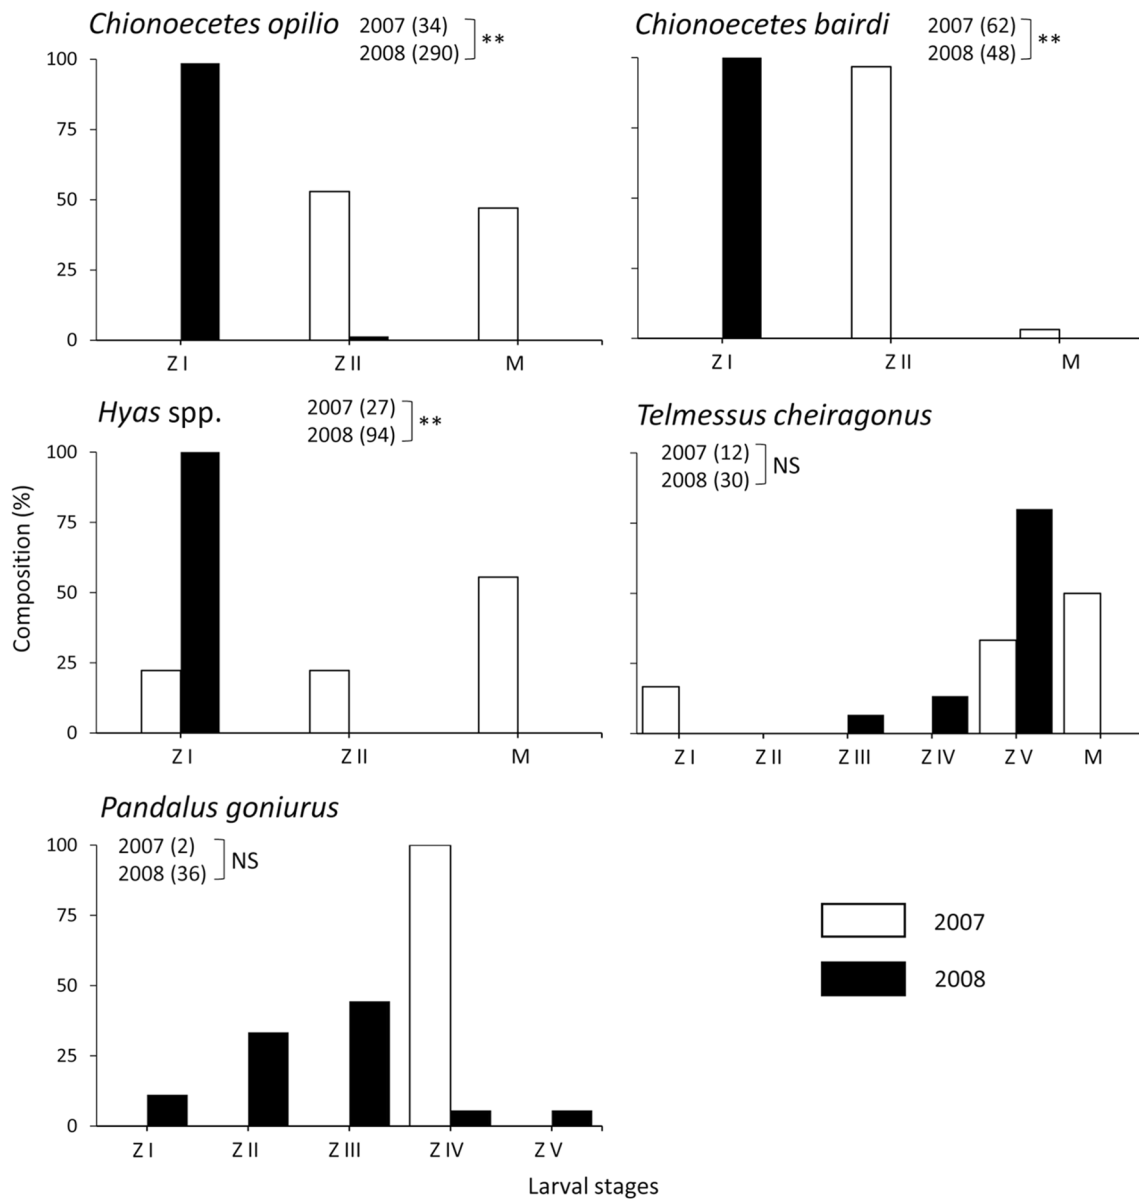 Chionoecetes opilio
2007 (34)
2008 (290)
**
100
75
50
25
0
Z I
Z II
M
Chionoecetes bairdi
2007 (62)
2008 (48)
**
Z I
Z II
M
Hyas spp.
2007 (27)
2008 (94)
**
100
75
50
25
0
Z I
Z II
M
Composition (%)
Telmessus cheiragonus
2007 (12)
2008 (30)
NS
Z I
Z II
Z III
Z IV
Z V
M
Pandalus goniurus
2007 (2)
2008 (36)
NS
100
75
50
25
0
Z I
Z II
Z III
Z IV
Z V
2007
2008
Larval stages